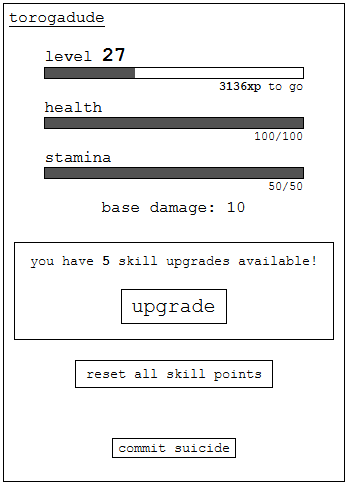 torogadude
level 27
3136xp to go
health
100/100
stamina
50/50
base damage: 10
you have 5 skill upgrades available!
upgrade
reset all skill points
commit suicide